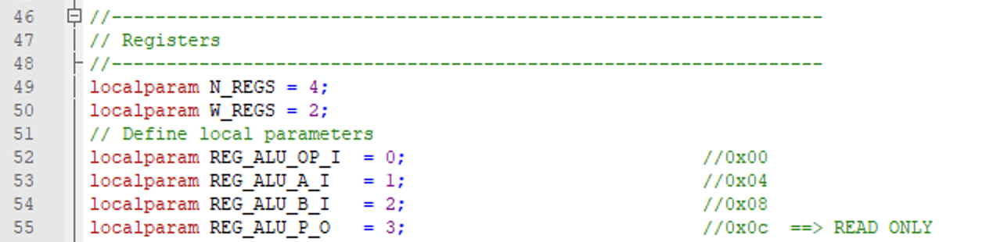 46 //------------------------------------------------------------------
47 // Registers
48 //------------------------------------------------------------------
49 localparam N_REGS = 4;
50 localparam W_REGS = 2;
51 // Define local parameters
52 localparam REG_ALU_OP_I  = 0; //0x00
53 localparam REG_ALU_A_I   = 1; //0x04
54 localparam REG_ALU_B_I   = 2; //0x08
55 localparam REG_ALU_P_O   = 3; //0x0c  ==> READ ONLY